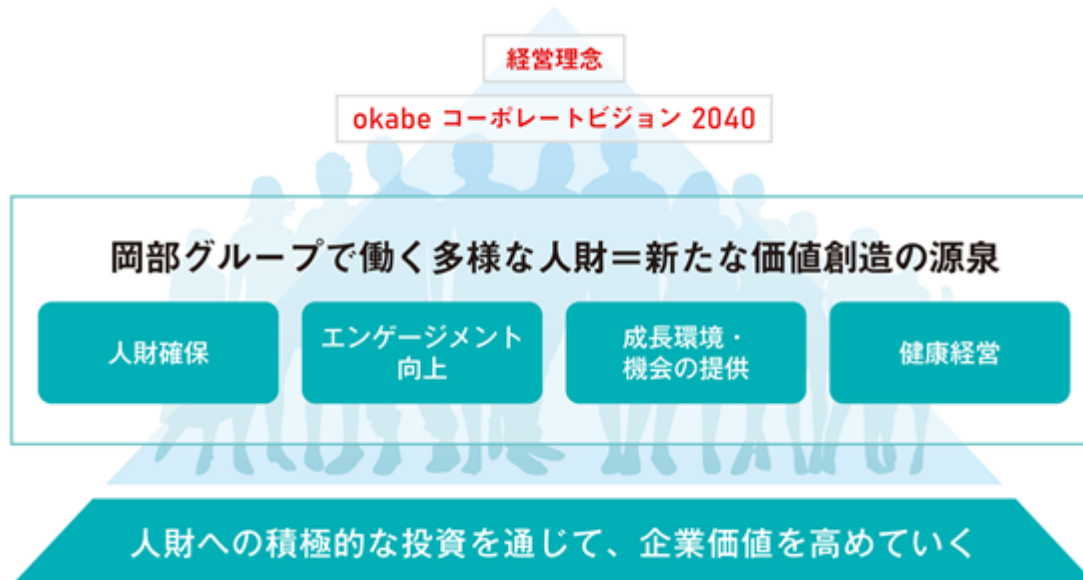 経営理念
okabe コーポレートビジョン 2040
岡部グループで働く多様な人財＝新たな価値創造の源泉
人財確保
エンゲージメント
向上
成長環境・
機会の提供
健康経営
人財への積極的な投資を通じて、企業価値を高めていく